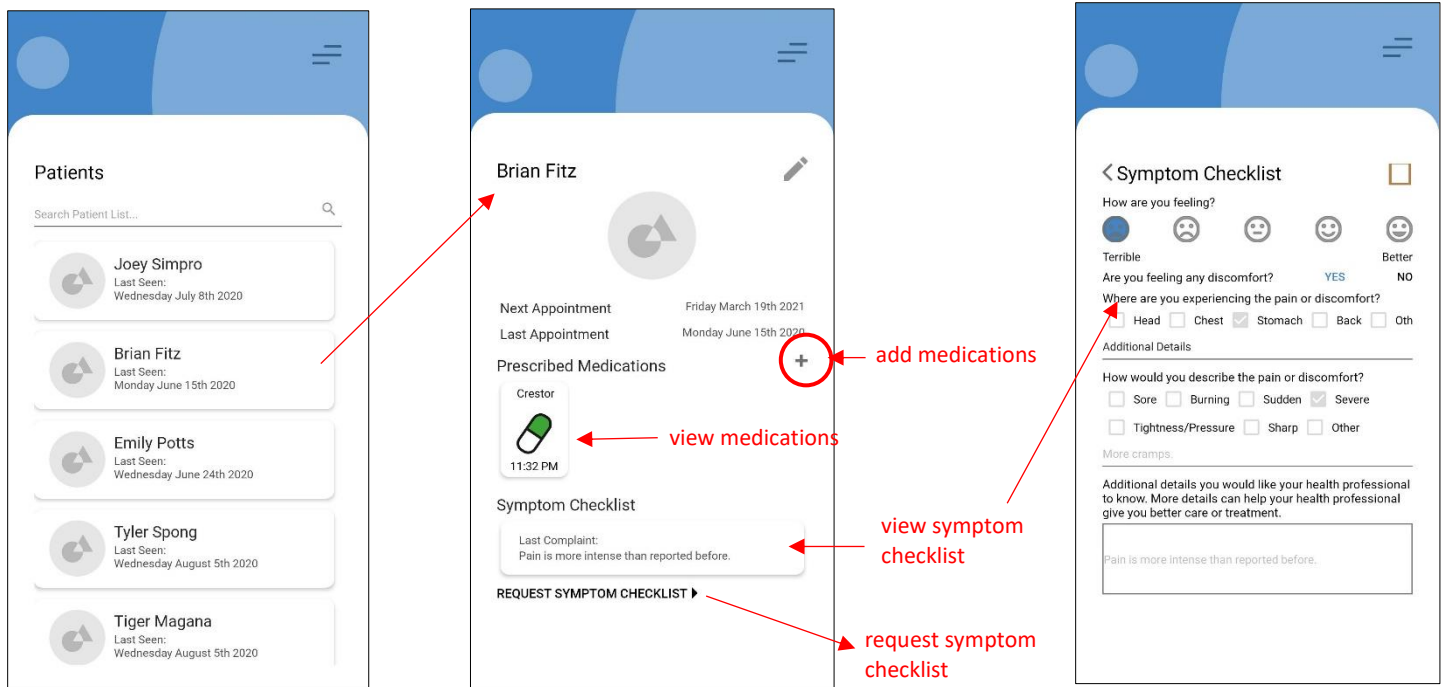 Patients
Search Patient List...
Joey Simpro
Last Seen:
Wednesday July 8th 2020
Brian Fitz
Last Seen:
Monday June 15th 2020
Emily Potts
Last Seen:
Wednesday June 24th 2020
Tyler Spong
Last Seen:
Wednesday August 5th 2020
Tiger Magana
Last Seen:
Wednesday August 5th 2020
Brian Fitz
Next Appointment Friday March 19th 2021
Last Appointment Monday June 15th 2020
Prescribed Medications +
add medications
Crestor
11:32 PM
view medications
Symptom Checklist
Last Complaint:
Pain is more intense than reported before.
view symptom
checklist
REQUEST SYMPTOM CHECKLIST
request symptom
checklist
Symptom Checklist
How are you feeling?
Terrible Better
Are you feeling any discomfort? YES NO
Where are you experiencing the pain or discomfort?
Head Chest Stomach Back Oth
Additional Details
How would you describe the pain or discomfort?
Sore Burning Sudden Severe
Tightness/Pressure Sharp Other
More cramps.
Additional details you would like your health professional
to know. More details can help your health professional
give you better care or treatment.
Pain is more intense than reported before.